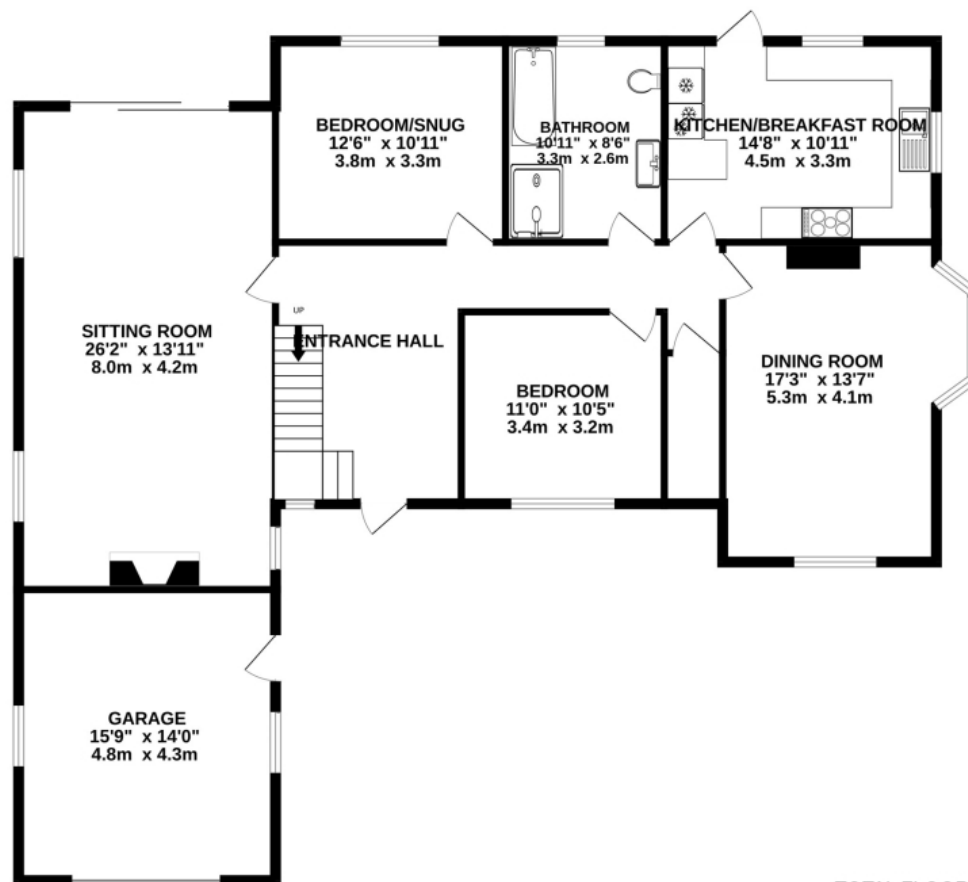 BEDROOM/SNUG
12'6" x 10'11"
3.8m x 3.3m
BATHROOM
10'11" x 8'6"
3.3m x 2.6m
KITCHEN/BREAKFAST ROOM
14'8" x 10'11"
4.5m x 3.3m
SITTING ROOM
26'2" x 13'11"
8.0m x 4.2m
UP
ENTRANCE HALL
BEDROOM
11'0" x 10'5"
3.4m x 3.2m
DINING ROOM
17'3" x 13'7"
5.3m x 4.1m
GARAGE
15'9" x 14'0"
4.8m x 4.3m